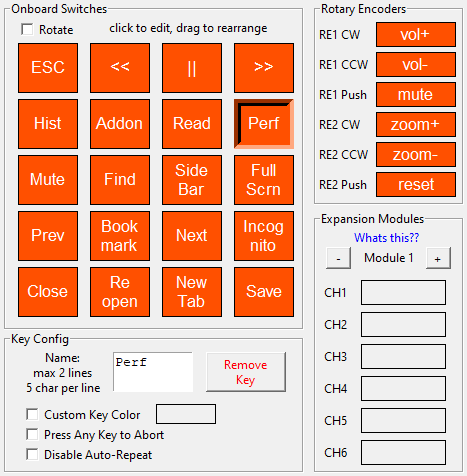 Onboard Switches
Rotate
click to edit, drag to rearrange
ESC
<<
||
>>
Hist
Addon
Read
Perf
Mute
Find
Side
Bar
Full
Scrn
Prev
Book
mark
Next
Incog
nito
Close
Re
open
New
Tab
Save
Key Config
Name:
max 2 lines
5 char per line
Perf
Remove
Key
Custom Key Color
Press Any Key to Abort
Disable Auto-Repeat
Rotary Encoders
RE1 CW
vol+
RE1 CCW
vol-
RE1 Push
mute
RE2 CW
zoom+
RE2 CCW
zoom-
RE2 Push
reset
Expansion Modules
Whats this??
-
Module 1
+
CH1
CH2
CH3
CH4
CH5
CH6